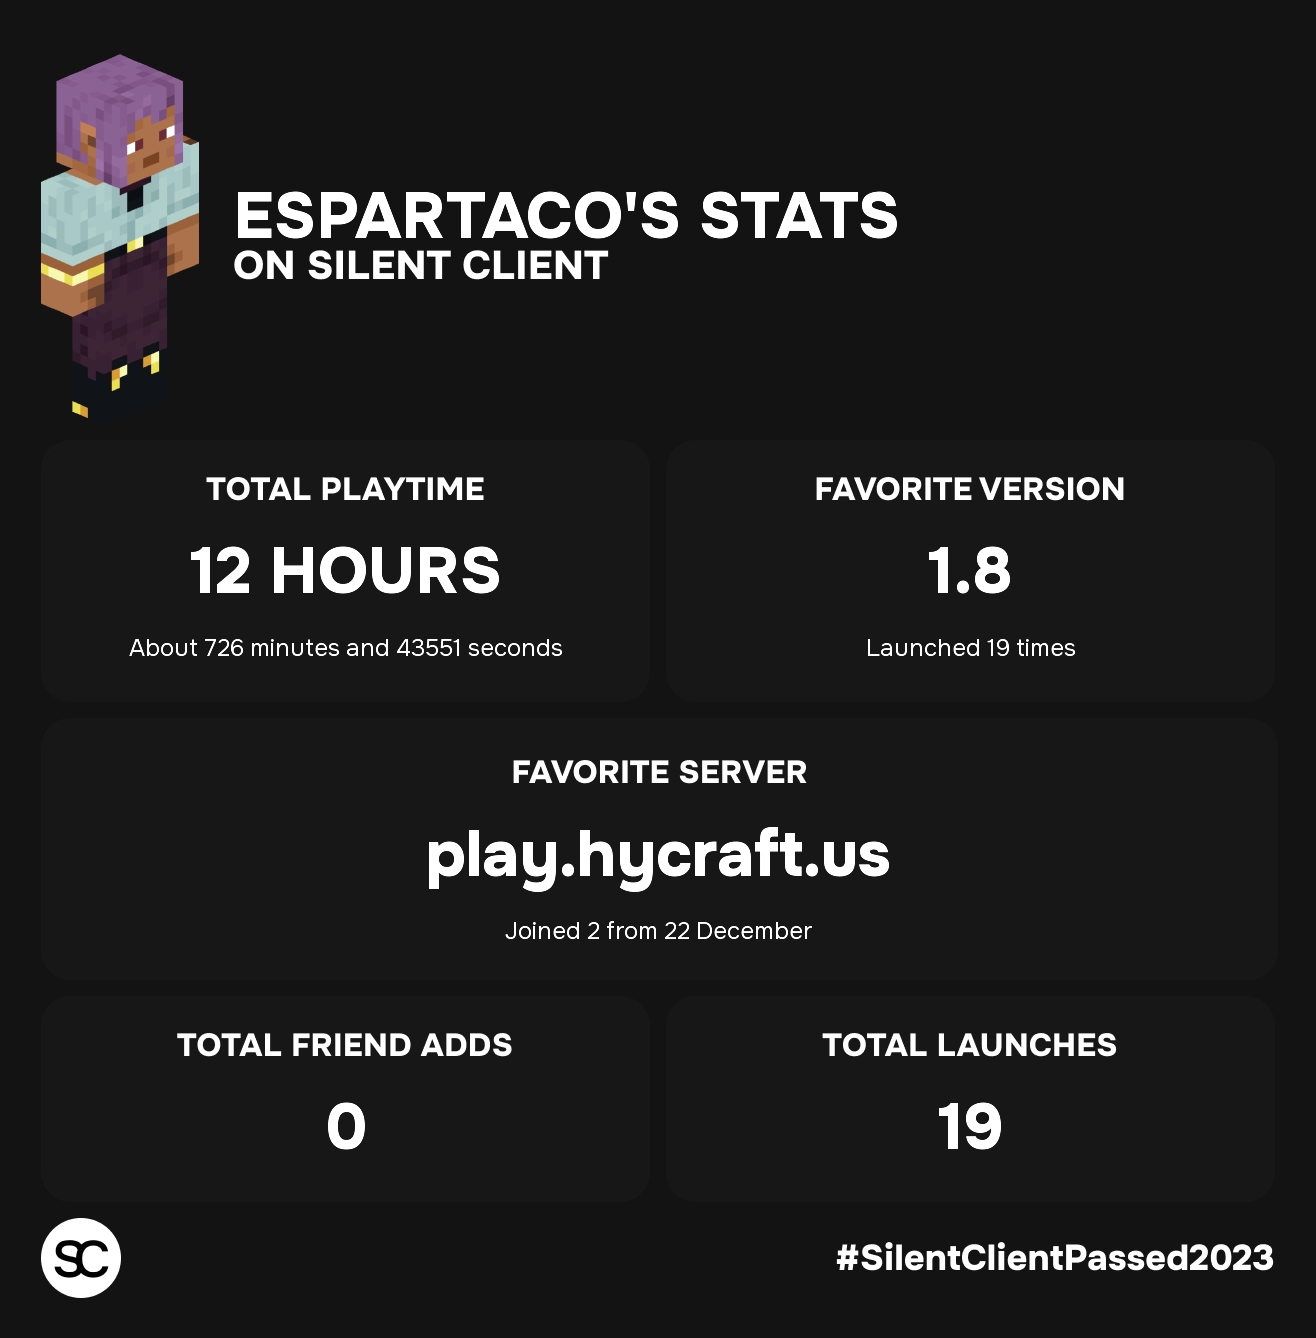 ESPARTACO'S STATS
ON SILENT CLIENT
TOTAL PLAYTIME
12 HOURS
About 726 minutes and 43551 seconds
FAVORITE VERSION
1.8
Launched 19 times
FAVORITE SERVER
play.hycraft.us
Joined 2 from 22 December
TOTAL FRIEND ADDS
0
TOTAL LAUNCHES
19
SC
#SilentClientPassed2023